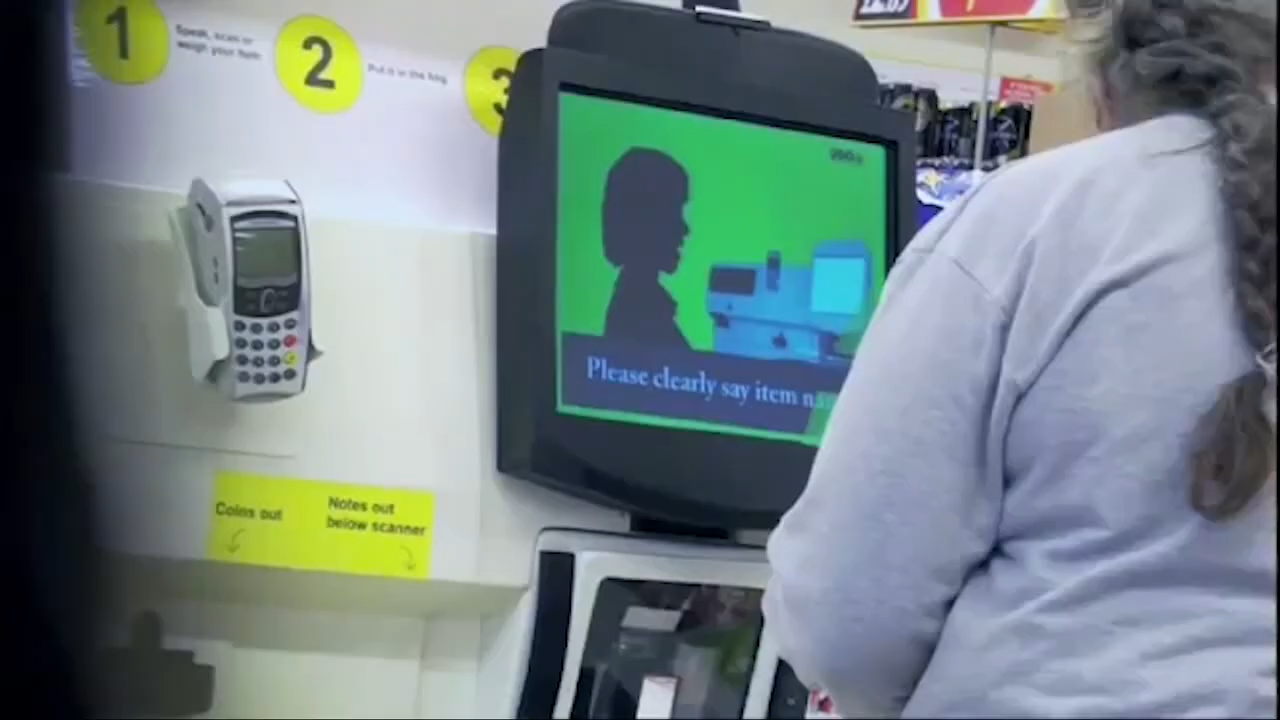 1
Speak, scan or
weigh your item
2
Put it in the bag
3
Please clearly say item
Coins out
Notes out
below scanner